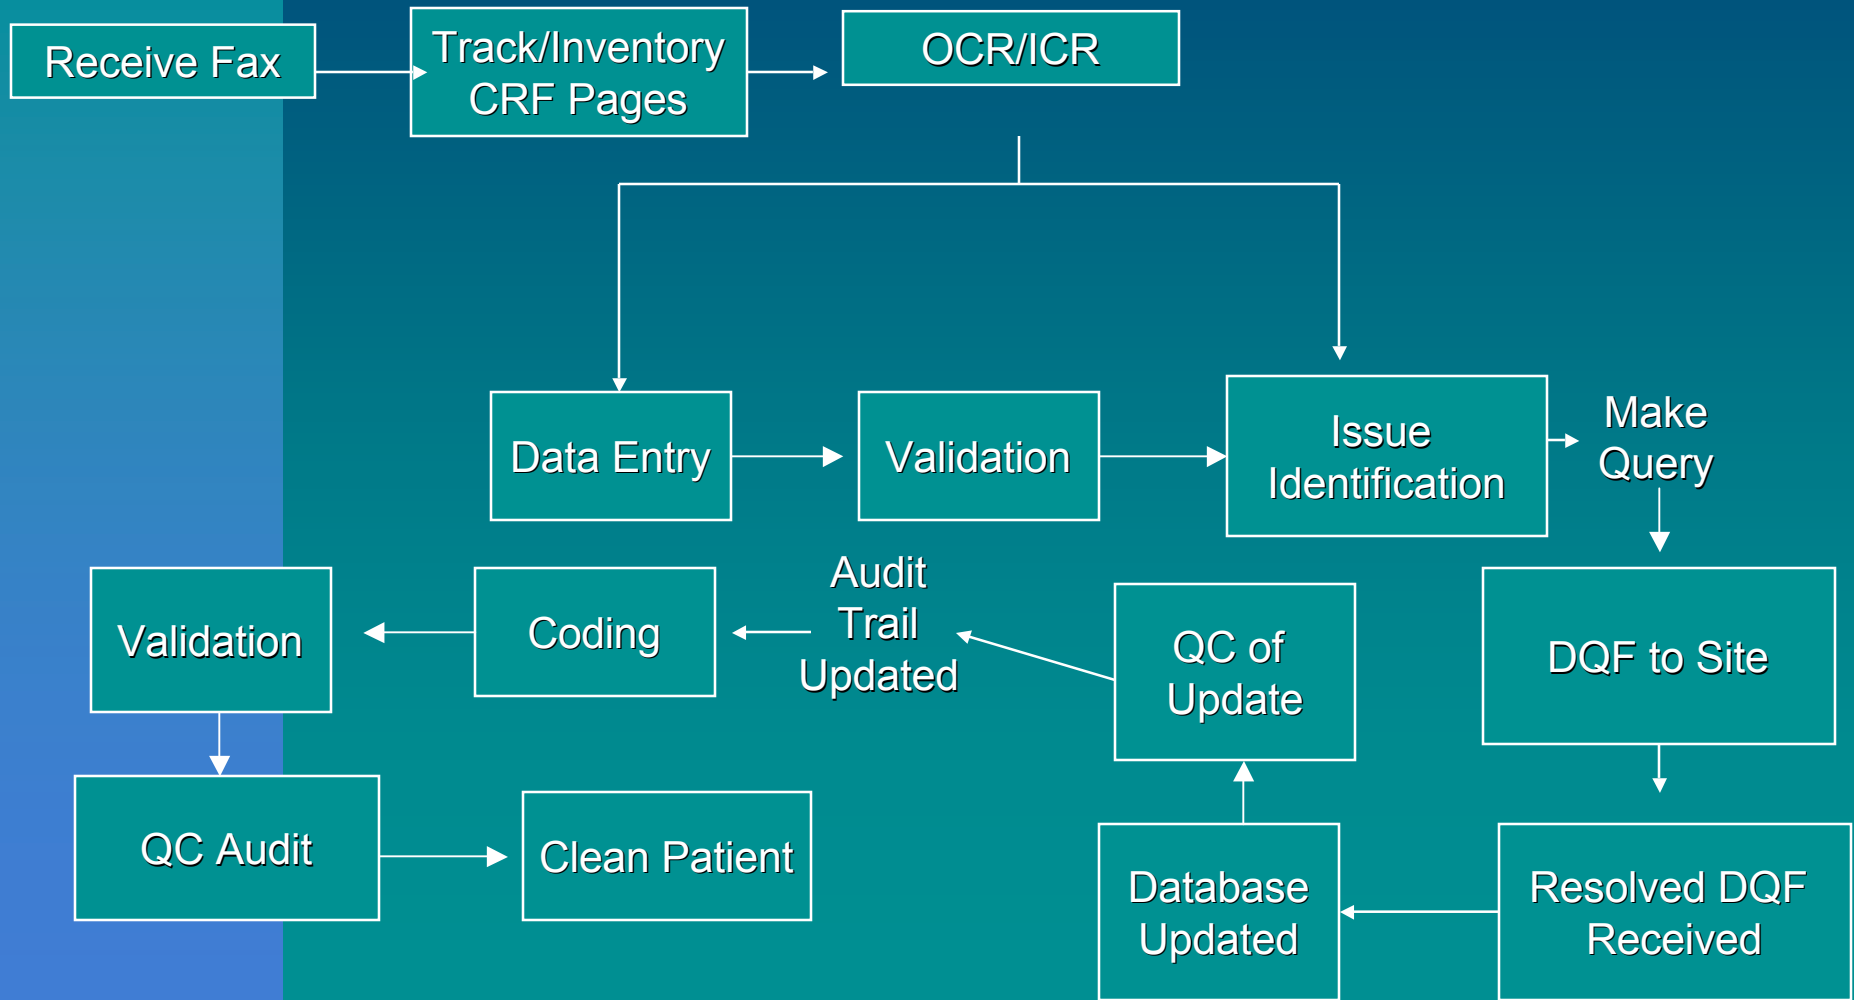 Receive Fax
Track/Inventory
CRF Pages
OCR/ICR
Data Entry
Validation
Issue
Identification
Make
Query
Validation
Coding
Audit
Trail
Updated
QC of
Update
DQF to Site
QC Audit
Clean Patient
Database
Updated
Resolved DQF
Received